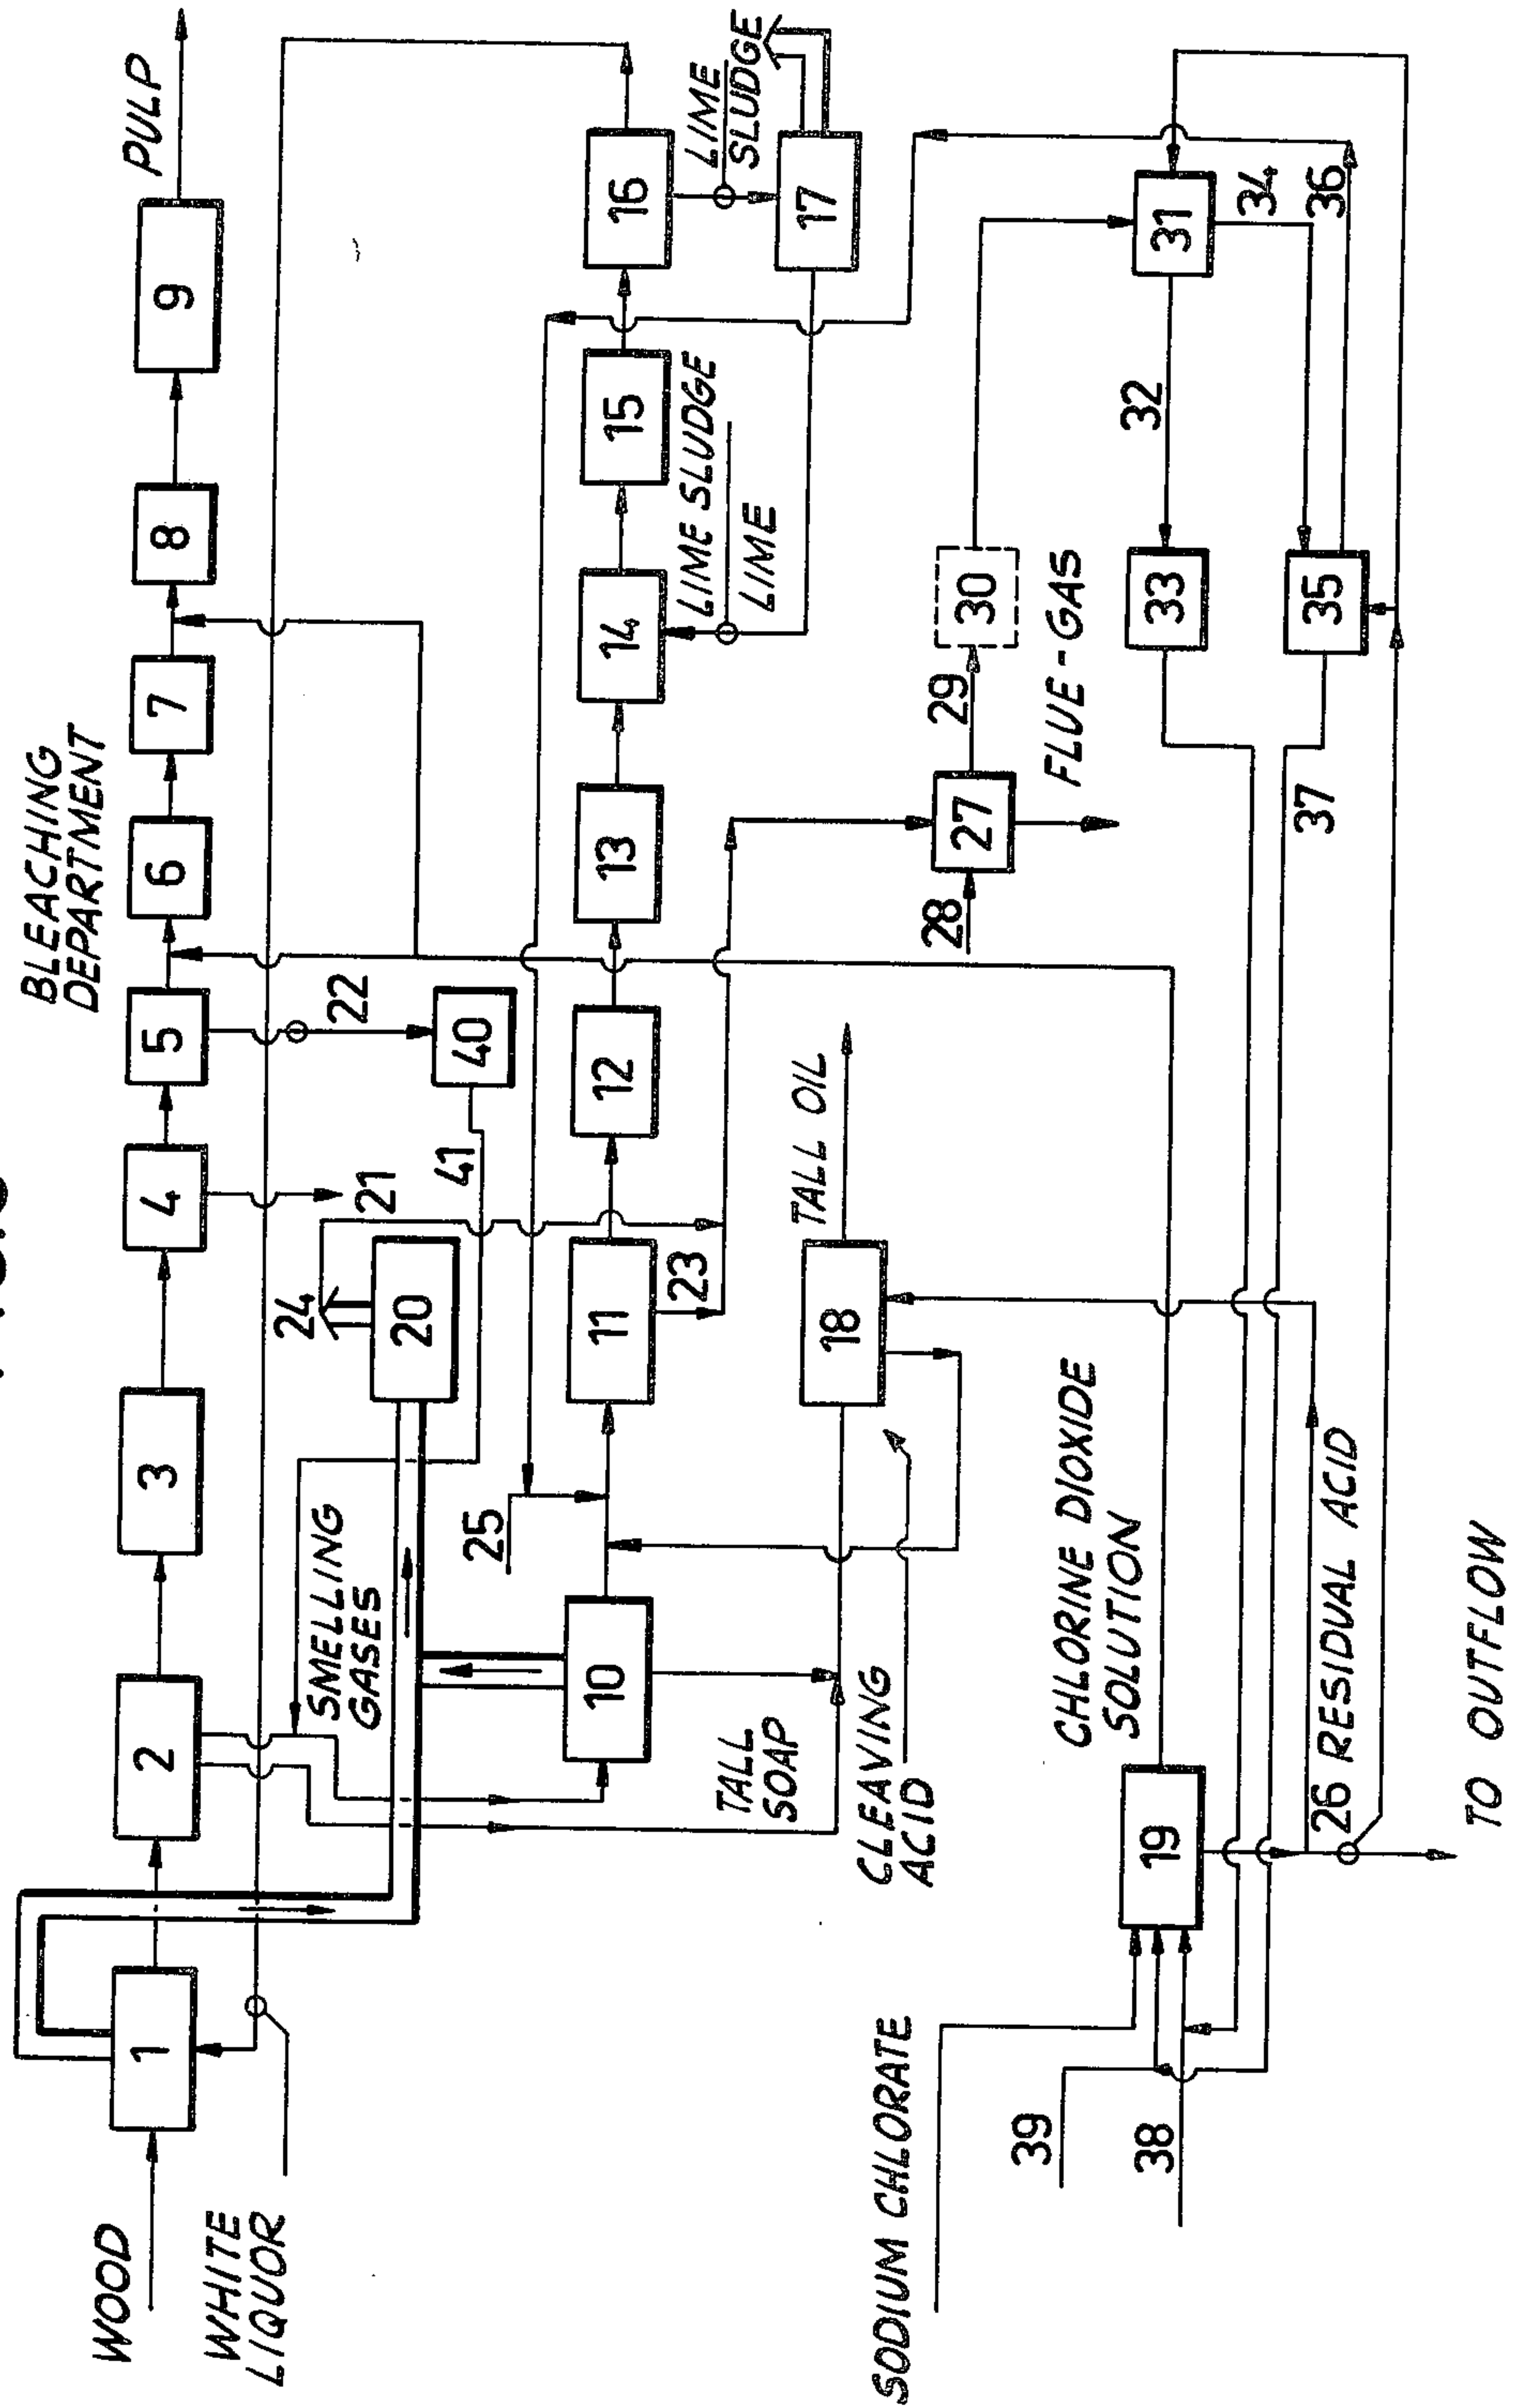 BLEACHING
DEPARTMENT
WOOD
1
2
3
4
5
6
7
8
9
PULP
WHITE
LIQUOR
SMELLING
GASES
24
21
20
22
40
41
25
10
11
23
12
13
14
15
16
LIME SLUDGE
LIME
LIME
SLUDGE
17
TALL
SOAP
CLEAVING
ACID
18
TALL OIL
28
27
29
30
FLUE-GAS
SODIUM CHLORATE
39
38
19
CHLORINE DIOXIDE
SOLUTION
26 RESIDUAL ACID
TO OUTFLOW
31
32
33
34
35
36
37